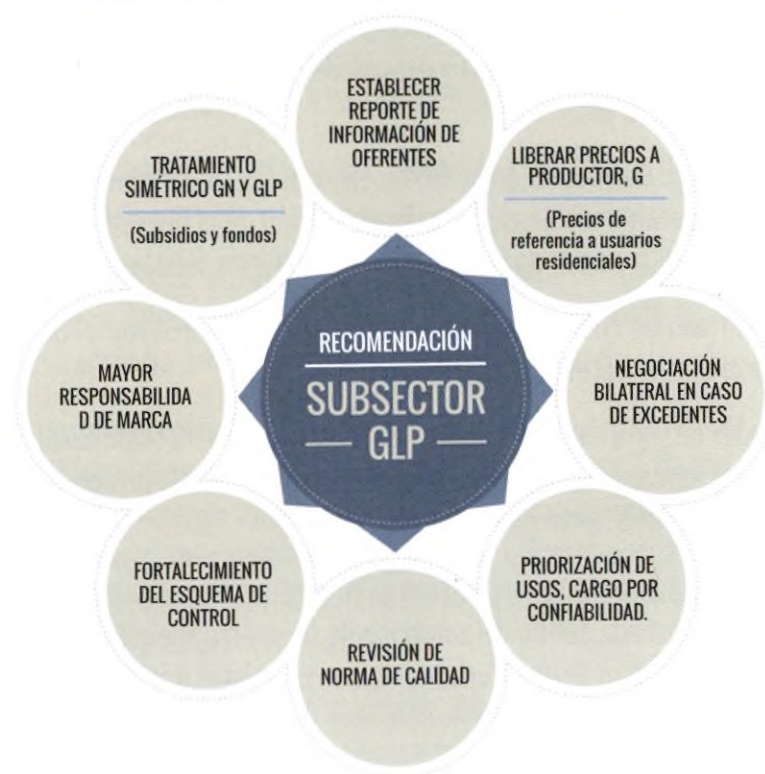 ESTABLECER
REPORTE DE
INFORMACIÓN DE
OFERENTES
LIBERAR PRECIOS A
PRODUCTOR, G
(Precios de
referencia a usuarios
residenciales)
NEGOCIACIÓN
BILATERAL EN CASO
DE EXCEDENTES
PRIORIZACIÓN DE
USOS, CARGO POR
CONFIABILIDAD.
REVISIÓN DE
NORMA DE CALIDAD
FORTALECIMIENTO
DEL ESQUEMA DE
CONTROL
MAYOR
RESPONSABILIDA
D DE MARCA
TRATAMIENTO
SIMÉTRICO GN Y GLP
(Subsidios y fondos)
RECOMENDACIÓN
SUBSECTOR
GLP